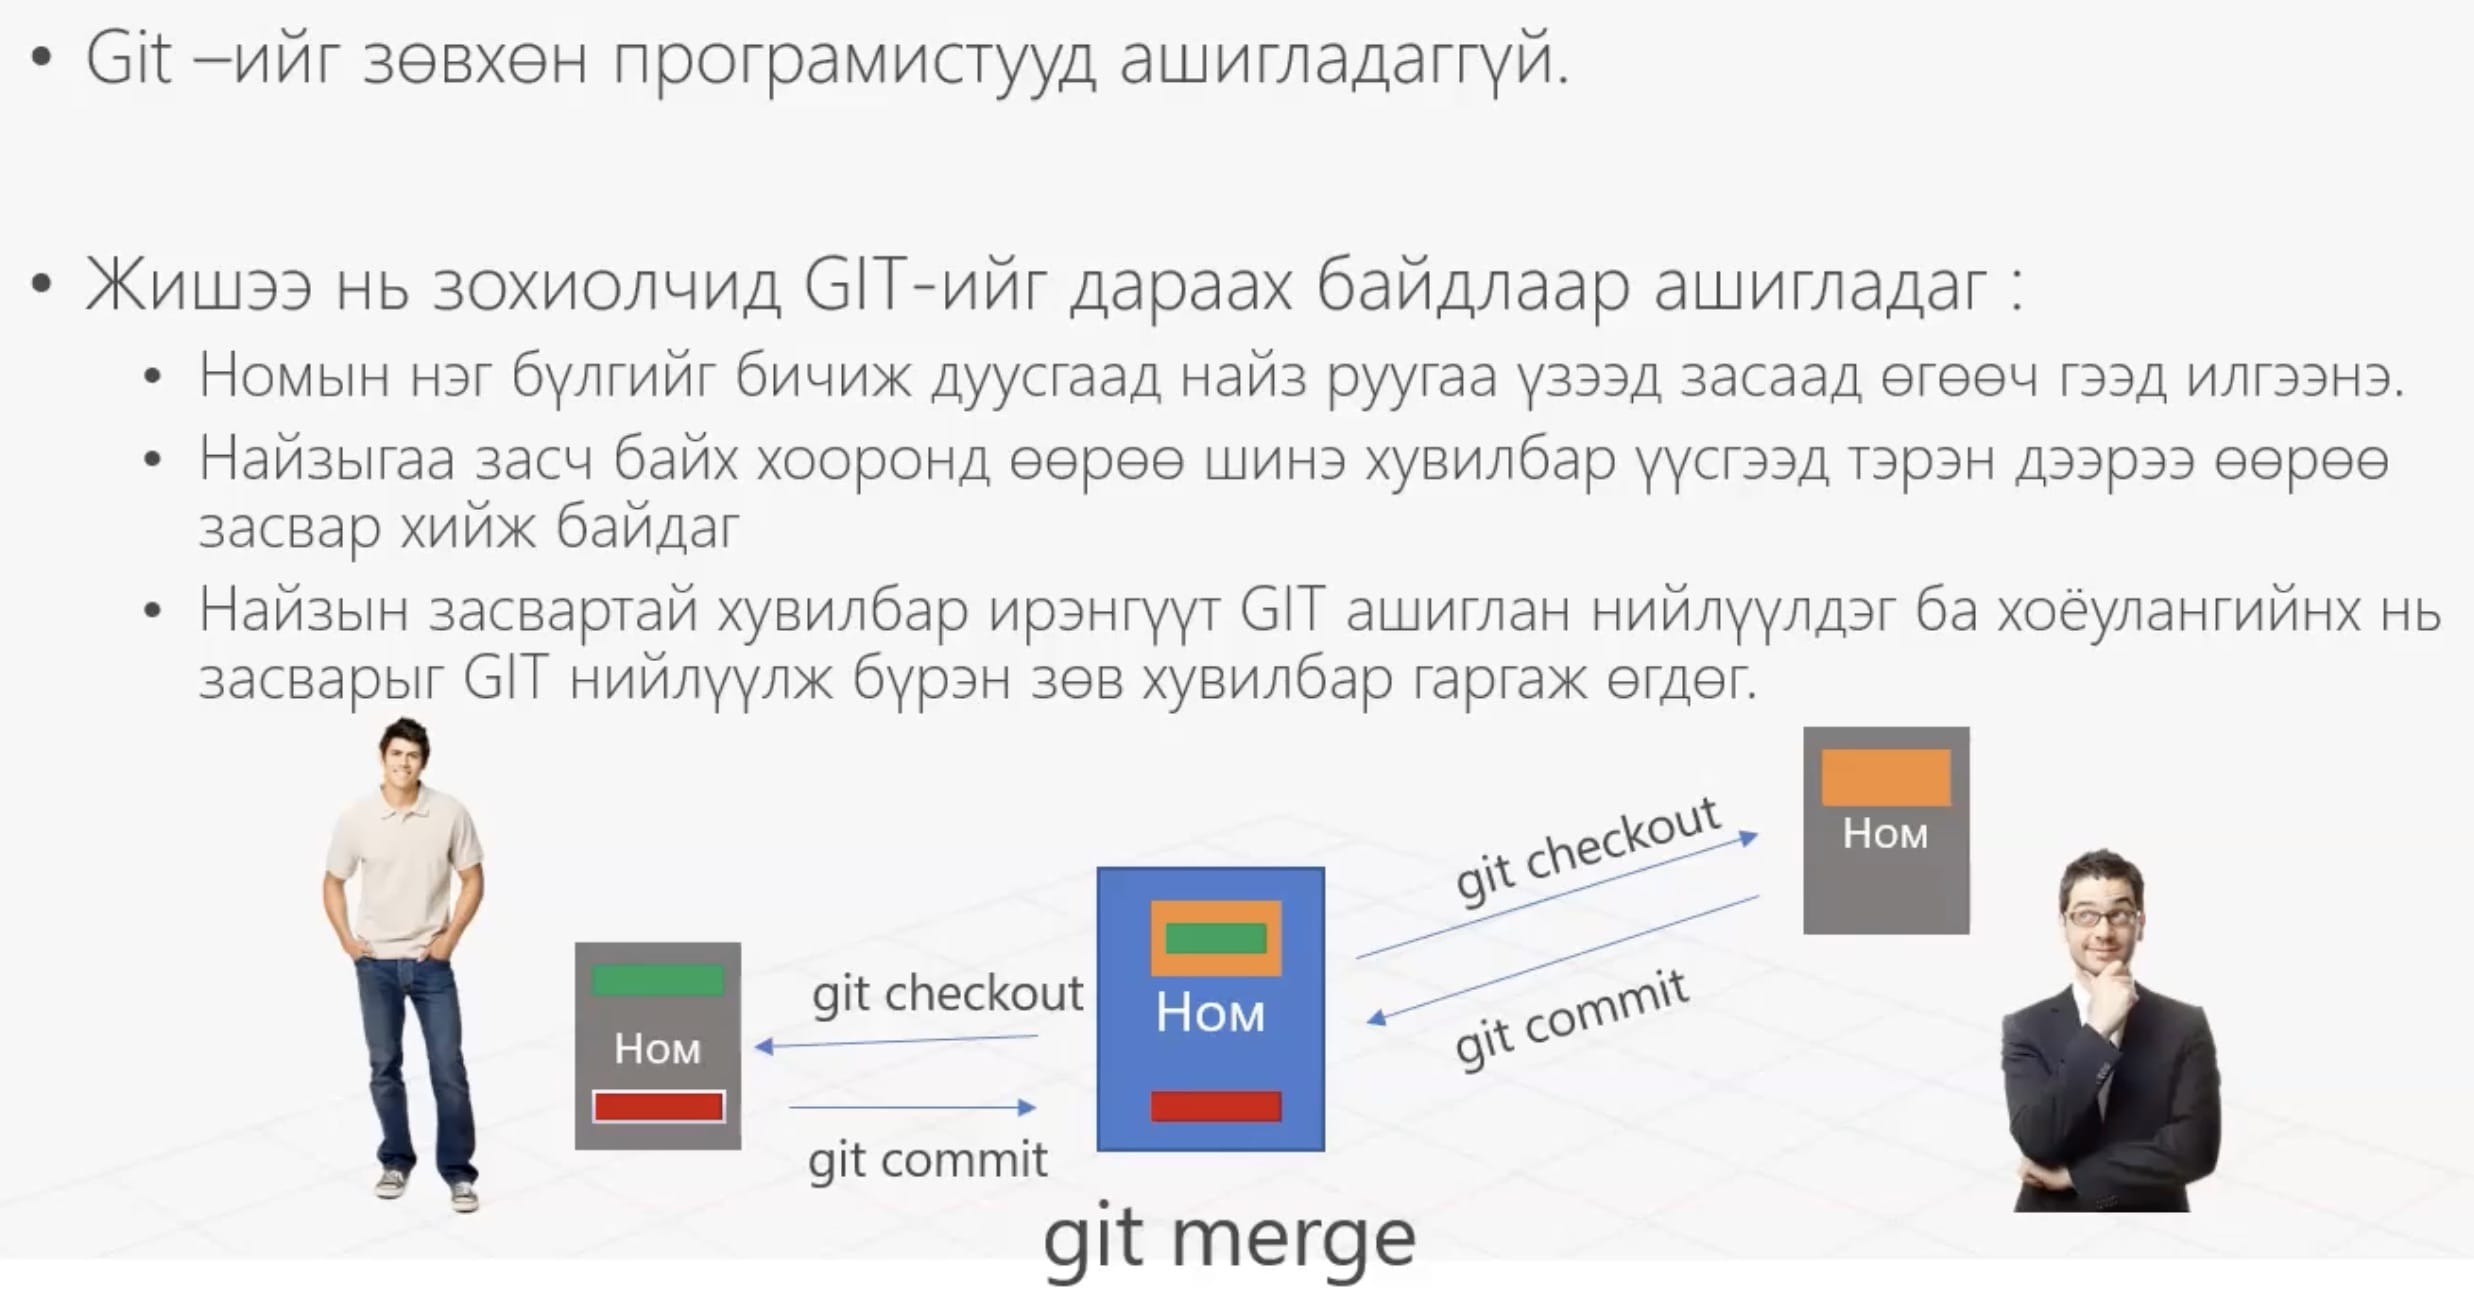 • Git –ийг зөвхөн програмистууд ашигладаггүй.
• Жишээ нь зохиолчид GIT-ийг дараах байдлаар ашигладаг :
• Номын нэг бүлгийг бичиж дуусгаад найз руугаа үзээд засаад өгөөч гээд илгээнэ.
• Найзыгаа засч байх хооронд өөрөө шинэ хувилбар үүсгээд тэрэн дээрээ өөрөө
засвар хийж байдаг
• Найзын засвартай хувилбар ирэнгүүт GIT ашиглан нийлүүлдэг ба хоёулангийнх нь
засварыг GIT нийлүүлж бүрэн зөв хувилбар гаргаж өгдөг.
Ном
git checkout
git commit
Ном
git checkout
git commit
Ном
git merge